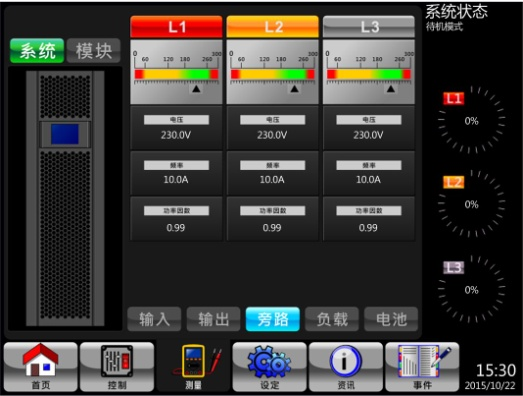 系统状态
待机模式
系统 模块
L1 L2 L3
0 60 120 180 260 300
0 60 120 180 260 300
0 60 120 180 260 300
电压 电压 电压
230.0V 230.0V 230.0V
频率 频率 频率
10.0A 10.0A 10.0A
功率因数 功率因数 功率因数
0.99 0.99 0.99
L1
0%
L2
0%
L3
0%
输入 输出 旁路 负载 电池
首页 控制 测量 设定 资讯 事件
15:30
2015/10/22